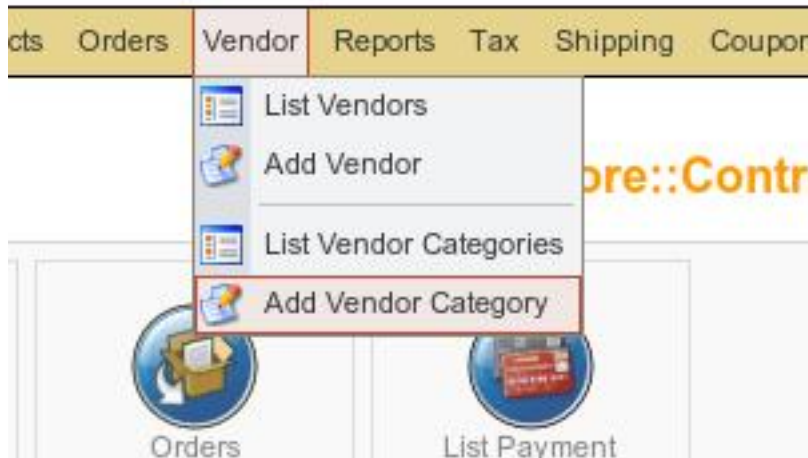 cts Orders Vendor Reports Tax Shipping Coupon
List Vendors
Add Vendor
ore::Contr
List Vendor Categories
Add Vendor Category
Orders
List Payment